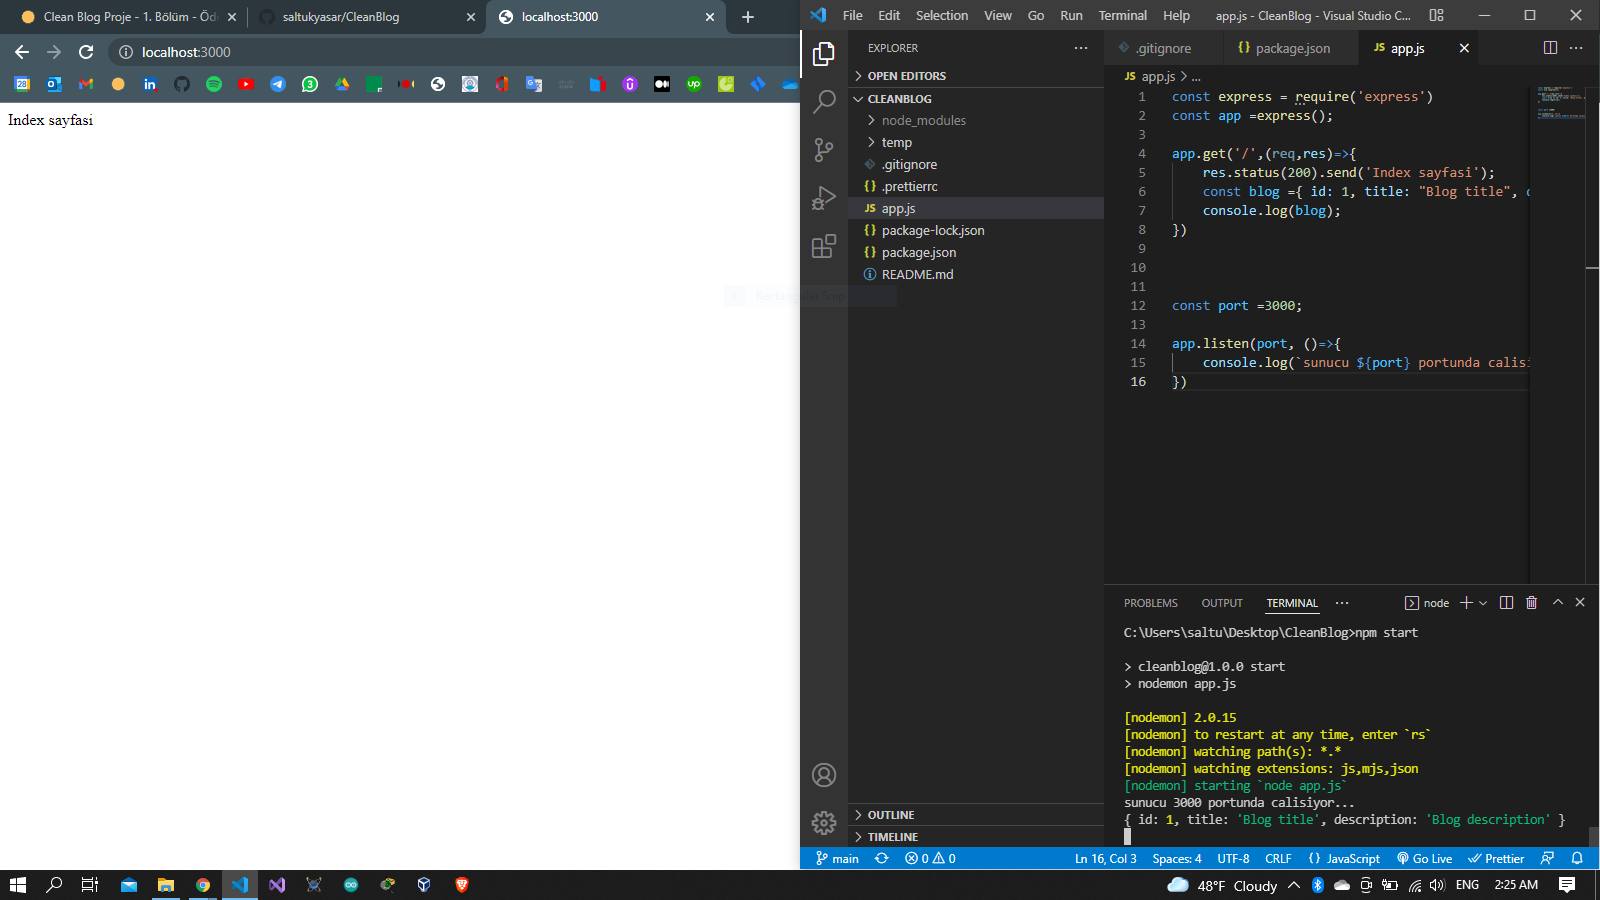 Clean Blog Proje - 1. Bölüm - Öd
saltukyasar/CleanBlog
localhost:3000
localhost:3000
Index sayfasi
File Edit Selection View Go Run Terminal Help
app.js - CleanBlog - Visual Studio C...
EXPLORER
OPEN EDITORS
CLEANBLOG
node_modules
temp
.gitignore
.prettierrc
JS app.js
package-lock.json
package.json
README.md
OUTLINE
TIMELINE
.gitignore
package.json
JS app.js
JS app.js > ...
1 const express = require('express')
2 const app =express();
3
4 app.get('/',(req,res)=>{
5 res.status(200).send('Index sayfasi');
6 const blog ={ id: 1, title: "Blog title",
7 console.log(blog);
8 })
9
10
11
12 const port =3000;
13
14 app.listen(port, ()=>{
15 console.log(`sunucu ${port} portunda calisi
16 })
PROBLEMS OUTPUT TERMINAL ...
node
C:\Users\saltu\Desktop\CleanBlog>npm start
> cleanblog@1.0.0 start
> nodemon app.js
[nodemon] 2.0.15
[nodemon] to restart at any time, enter `rs`
[nodemon] watching path(s): *.*
[nodemon] watching extensions: js,mjs,json
[nodemon] starting `node app.js`
sunucu 3000 portunda calisiyor...
{ id: 1, title: 'Blog title', description: 'Blog description' }
main 0 0 Ln 16, Col 3 Spaces: 4 UTF-8 CRLF JavaScript Go Live Prettier
48°F Cloudy ENG 2:25 AM